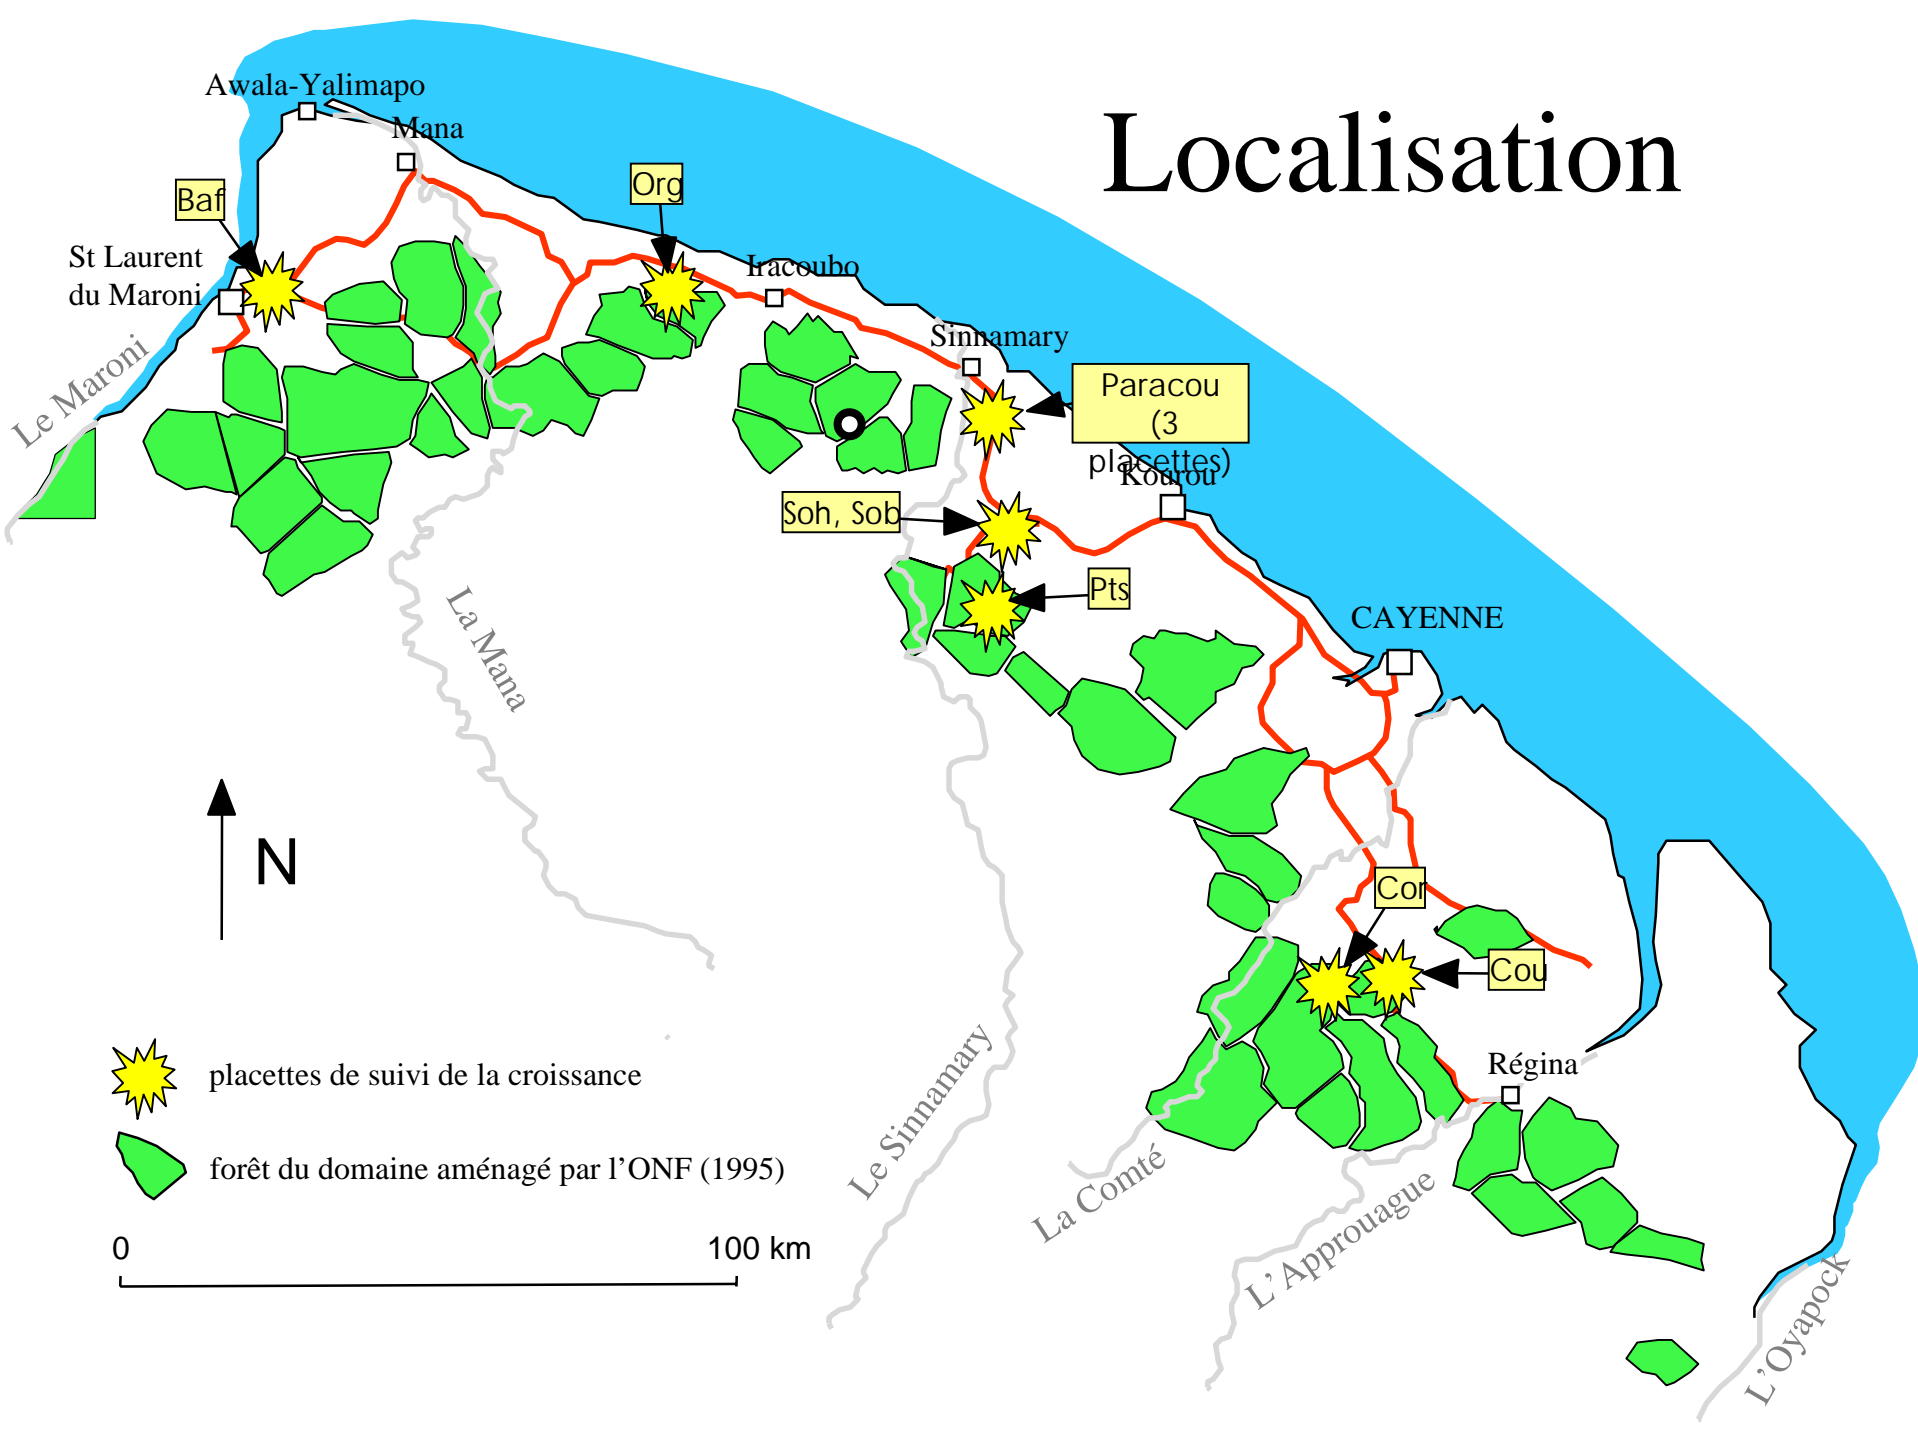 Localisation
Awala-Yalimapo
Mana
Baf
Org
St Laurent
du Maroni
Iracoubo
Sinnamary
Le Maroni
Paracou
(3
placettes)
Kourou
Soh, Sob
Pts
La Mana
CAYENNE
N
Cor
Cou
placettes de suivi de la croissance
Régina
Le Sinnamary
forêt du domaine aménagé par l'ONF (1995)
La Comté
L'Approuague
0
100 km
L'Oyapock